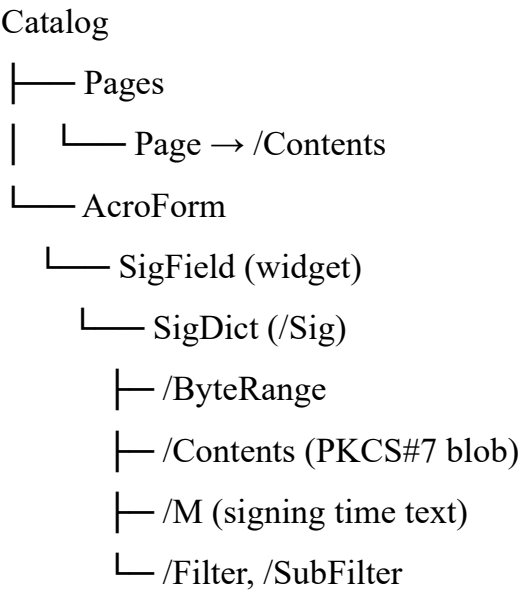 Catalog
├── Pages
│ └── Page → /Contents
└── AcroForm
└── SigField (widget)
└── SigDict (/Sig)
├─ /ByteRange
├─ /Contents (PKCS#7 blob)
├─ /M (signing time text)
└─ /Filter, /SubFilter